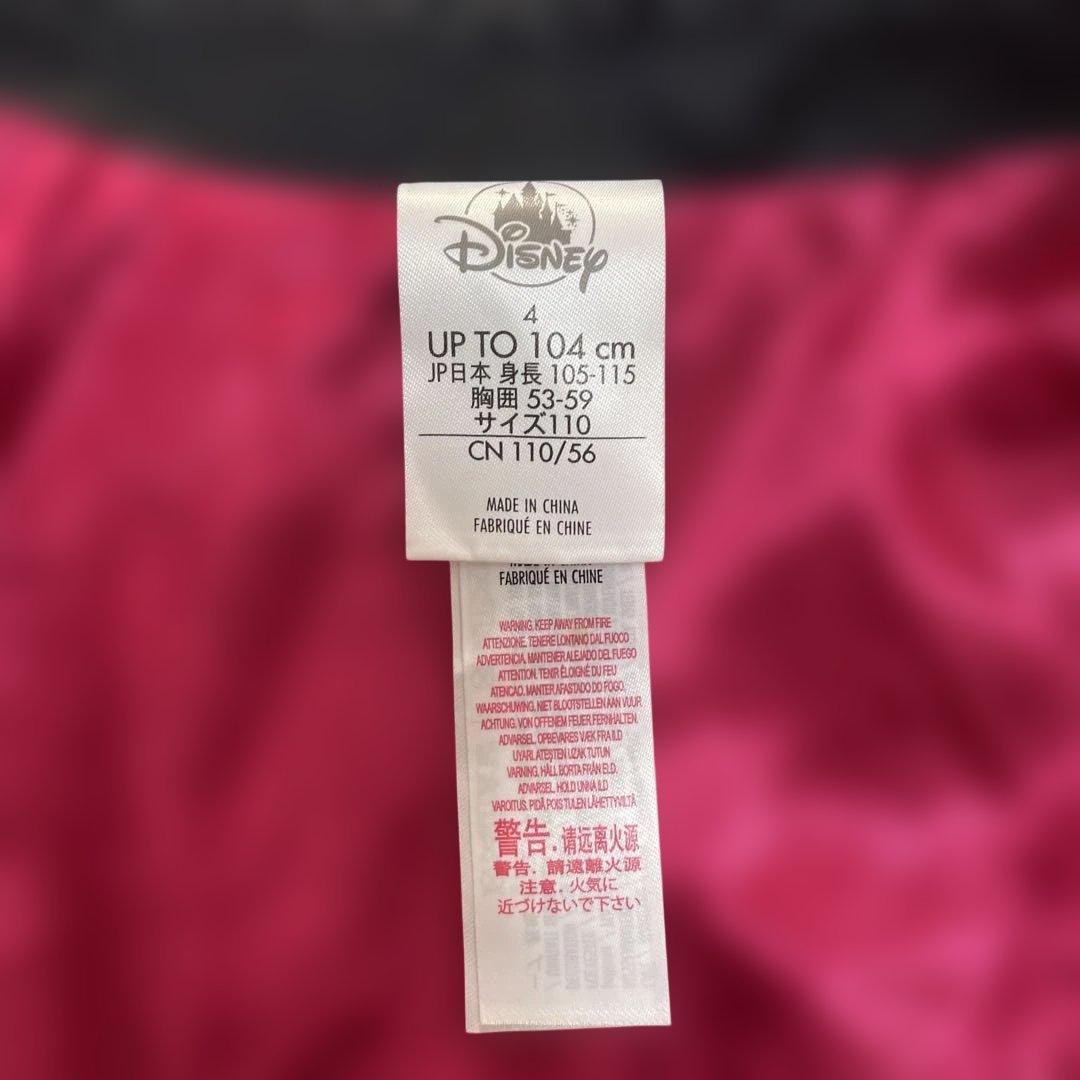 Disney
4
UP TO 104 cm
JP日本 身長 105-115
胸囲 53-59
サイズ110
CN 110/56
MADE IN CHINA
FABRIQUÉ EN CHINE
FABRIQUÉ EN CHINE
WARNING. KEEP AWAY FROM FIRE
ATTENZIONE. TENERE LONTANO DAL FUOCO
ADVERTENCIA. MANTENER ALEJADO DEL FUEGO
ATTENTION. TENIR ÉLOIGNÉ DU FEU
ATENCAO. MANTER AFASTADO DO FOGO.
WAARSCHUWING. NIET BLOOTSTELLEN AAN VUUR
ACHTUNG. VON OFFENEM FEUER FERNHALTEN.
ADVARSEL. OPBEVARES VÆK FRA ILD
UYARI. ATEŞTEN UZAK TUTUN
VARNING. HÅLL BORTA FRÅN ELD.
ADVARSEL. HOLD UNNA ILD
VAROITUS. PIDÄ POIS TULEN LÄHETTYVILTÄ
警告.请远离火源
警告. 請遠離火源
注意. 火気に
近づけないで下さい